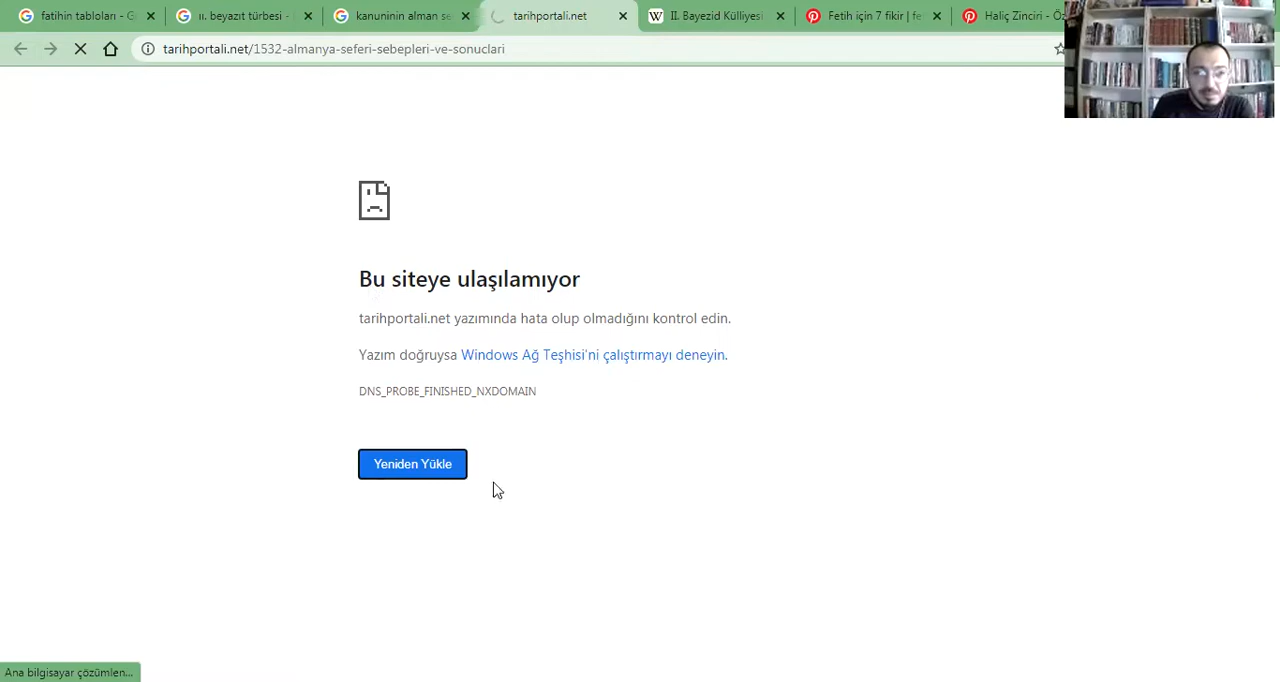 fatihin tabloları - G
ıı. beyazıt türbesi -
kanuninin alman se
tarihportali.net
II. Bayezid Külliyesi
Fetih için 7 fikir | fe
Haliç Zinciri - Öz
tarihportali.net/1532-almanya-seferi-sebepleri-ve-sonuclari
Bu siteye ulaşılamıyor
tarihportali.net yazımında hata olup olmadığını kontrol edin.
Yazım doğruysa Windows Ağ Teşhisi'ni çalıştırmayı deneyin.
DNS_PROBE_FINISHED_NXDOMAIN
Yeniden Yükle
Ana bilgisayar çözümlen...